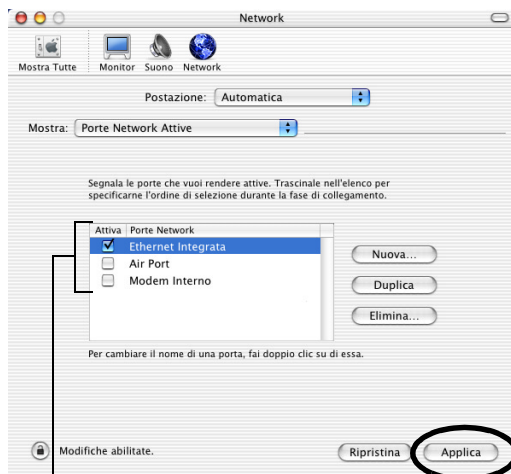 Network
Mostra Tutte Monitor Suono Network
Postazione: Automatica
Mostra: Porte Network Attive
Segnala le porte che vuoi rendere attive. Trascinale nell'elenco per
specificarne l'ordine di selezione durante la fase di collegamento.
Attiva Porte Network
Ethernet Integrata
Air Port
Modem Interno
Nuova...
Duplica
Elimina...
Per cambiare il nome di una porta, fai doppio clic su di essa.
Modifiche abilitate.
Ripristina Applica